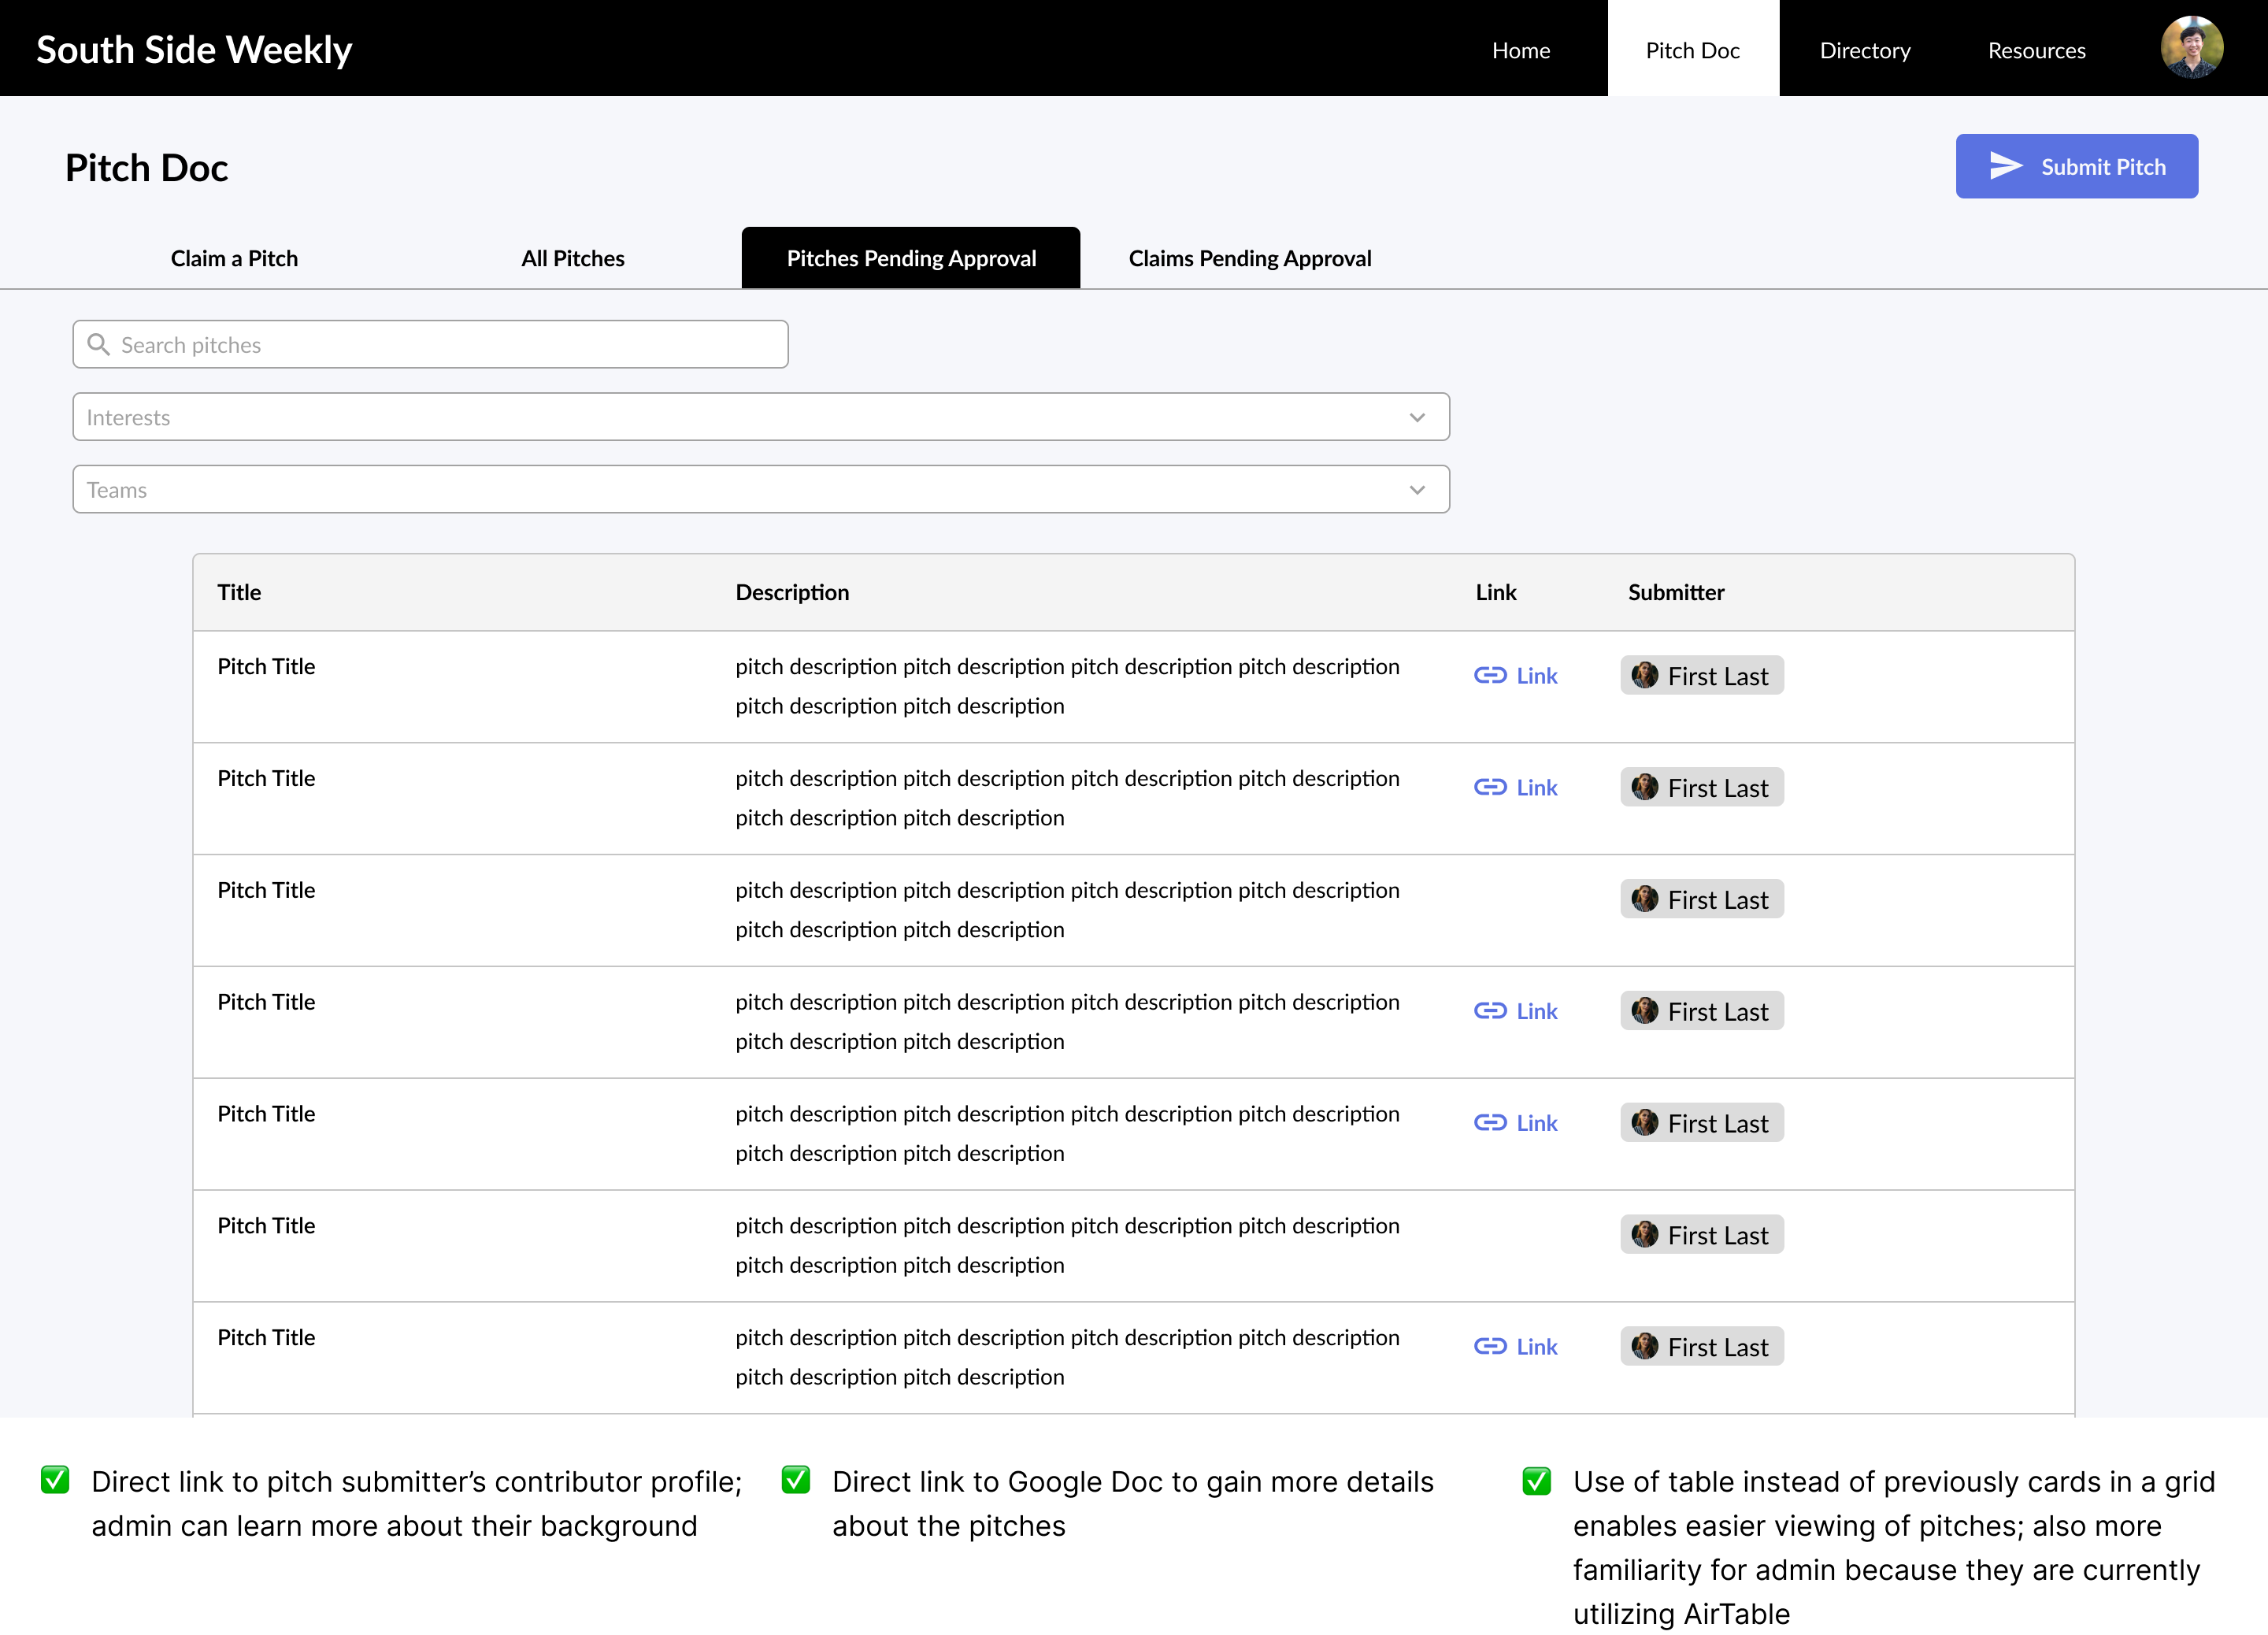 South Side Weekly
Home
Pitch Doc
Directory
Resources
Pitch Doc
Submit Pitch
Claim a Pitch
All Pitches
Pitches Pending Approval
Claims Pending Approval
Search pitches
Interests
Teams
Title
Description
Link
Submitter
Pitch Title
pitch description pitch description pitch description pitch description
pitch description pitch description
Link
First Last
Pitch Title
pitch description pitch description pitch description pitch description
pitch description pitch description
Link
First Last
Pitch Title
pitch description pitch description pitch description pitch description
pitch description pitch description
First Last
Pitch Title
pitch description pitch description pitch description pitch description
pitch description pitch description
Link
First Last
Pitch Title
pitch description pitch description pitch description pitch description
pitch description pitch description
Link
First Last
Pitch Title
pitch description pitch description pitch description pitch description
pitch description pitch description
First Last
Pitch Title
pitch description pitch description pitch description pitch description
pitch description pitch description
Link
First Last
Direct link to pitch submitter’s contributor profile;
admin can learn more about their background
Direct link to Google Doc to gain more details
about the pitches
Use of table instead of previously cards in a grid
enables easier viewing of pitches; also more
familiarity for admin because they are currently
utilizing AirTable